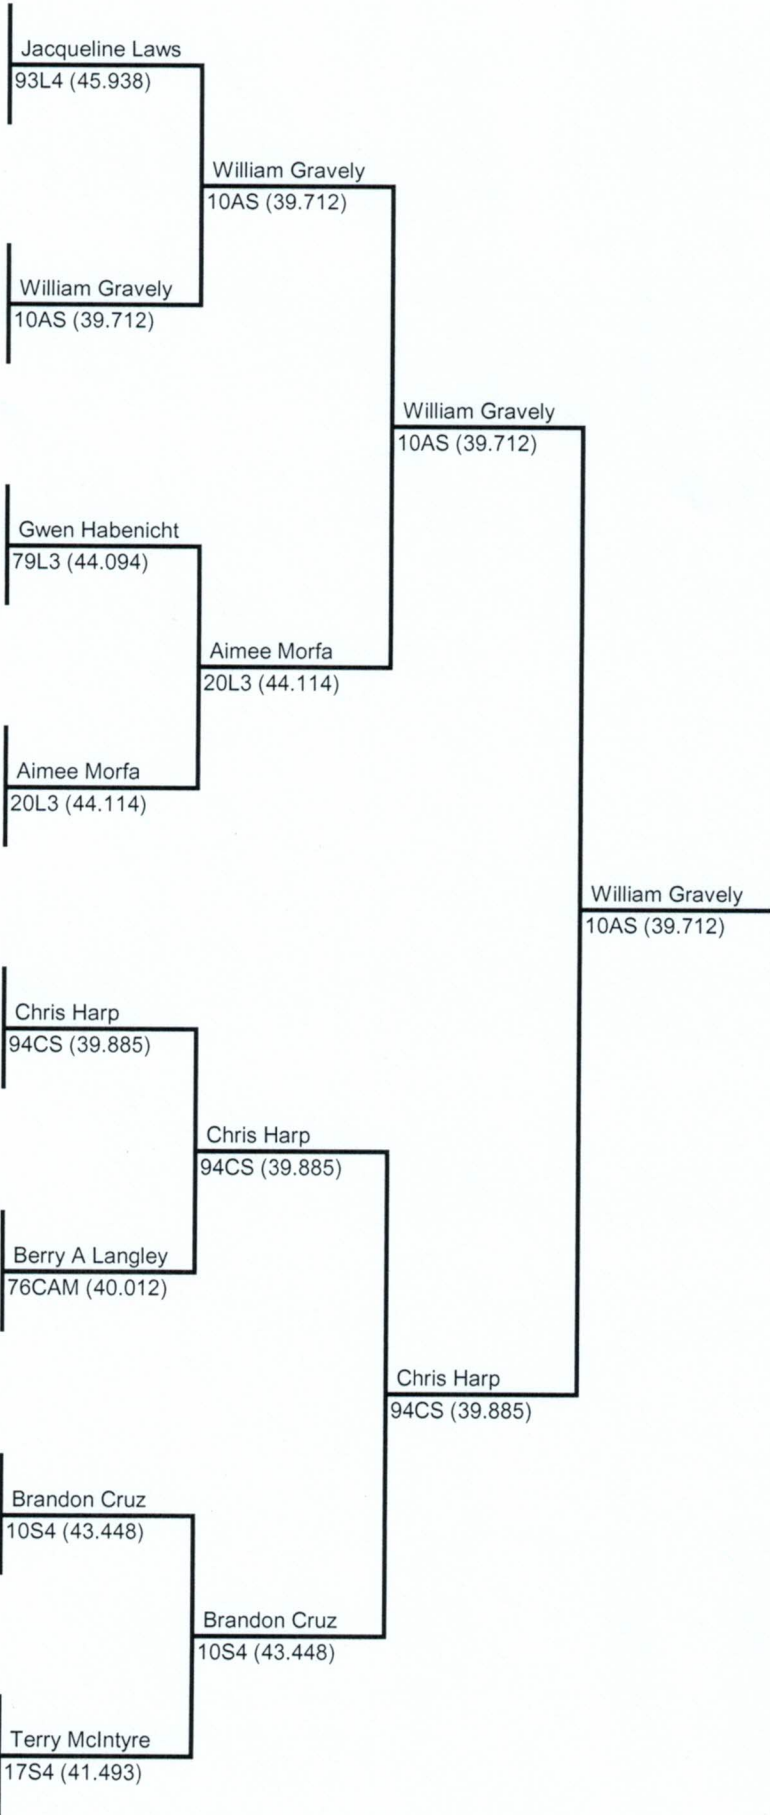 Jacqueline Laws
93L4 (45.938)
William Gravely
10AS (39.712)
William Gravely
10AS (39.712)
William Gravely
10AS (39.712)
Gwen Habenicht
79L3 (44.094)
Aimee Morfa
20L3 (44.114)
Aimee Morfa
20L3 (44.114)
William Gravely
10AS (39.712)
Chris Harp
94CS (39.885)
Chris Harp
94CS (39.885)
Berry A Langley
76CAM (40.012)
Chris Harp
94CS (39.885)
Brandon Cruz
10S4 (43.448)
Brandon Cruz
10S4 (43.448)
Terry McIntyre
17S4 (41.493)